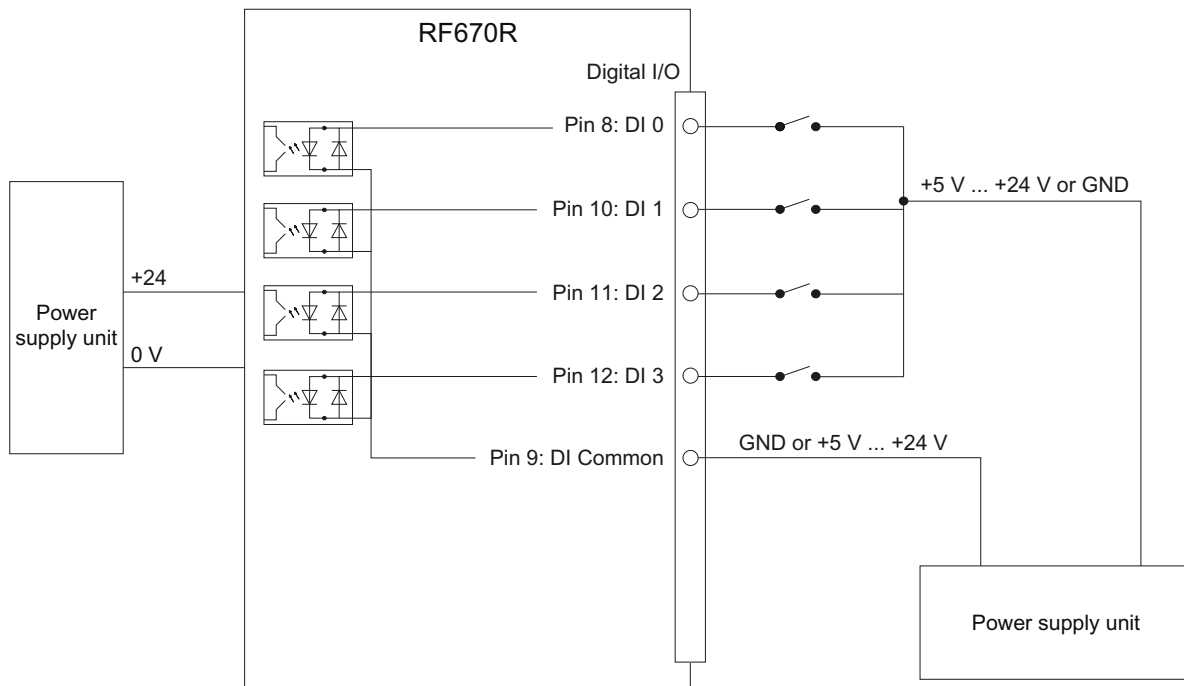 RF670R
Digital I/O
Pin 8: DI 0
+5 V ... +24 V or GND
Pin 10: DI 1
+24
Pin 11: DI 2
Power
supply unit
0 V
Pin 12: DI 3
GND or +5 V ... +24 V
Pin 9: DI Common
Power supply unit